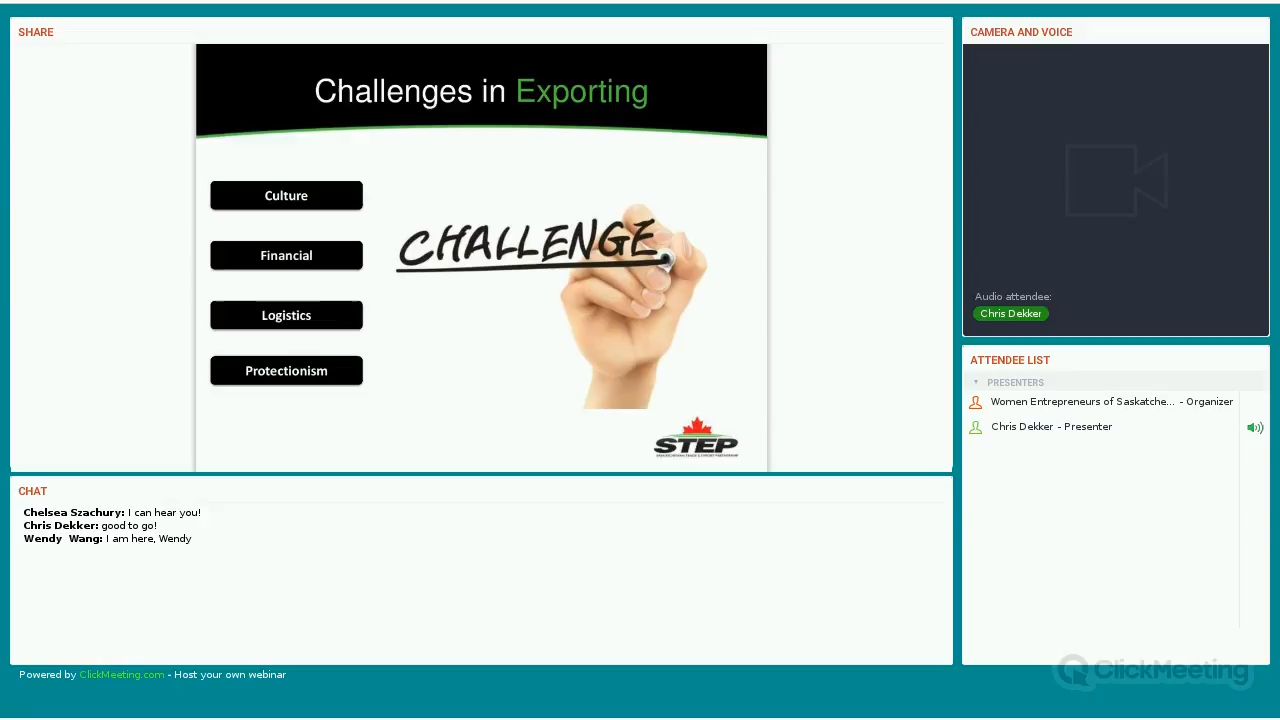 SHARE
Challenges in Exporting
Culture
Financial
Logistics
Protectionism
CHALLENGE
STEP
CHAT
Chelsea Szachury: I can hear you!
Chris Dekker: good to go!
Wendy Wang: I am here, Wendy
Powered by ClickMeeting.com - Host your own webinar
CAMERA AND VOICE
Audio attendee:
Chris Dekker
ATTENDEE LIST
PRESENTERS
Women Entrepreneurs of Saskatche... - Organizer
Chris Dekker - Presenter
ClickMeeting